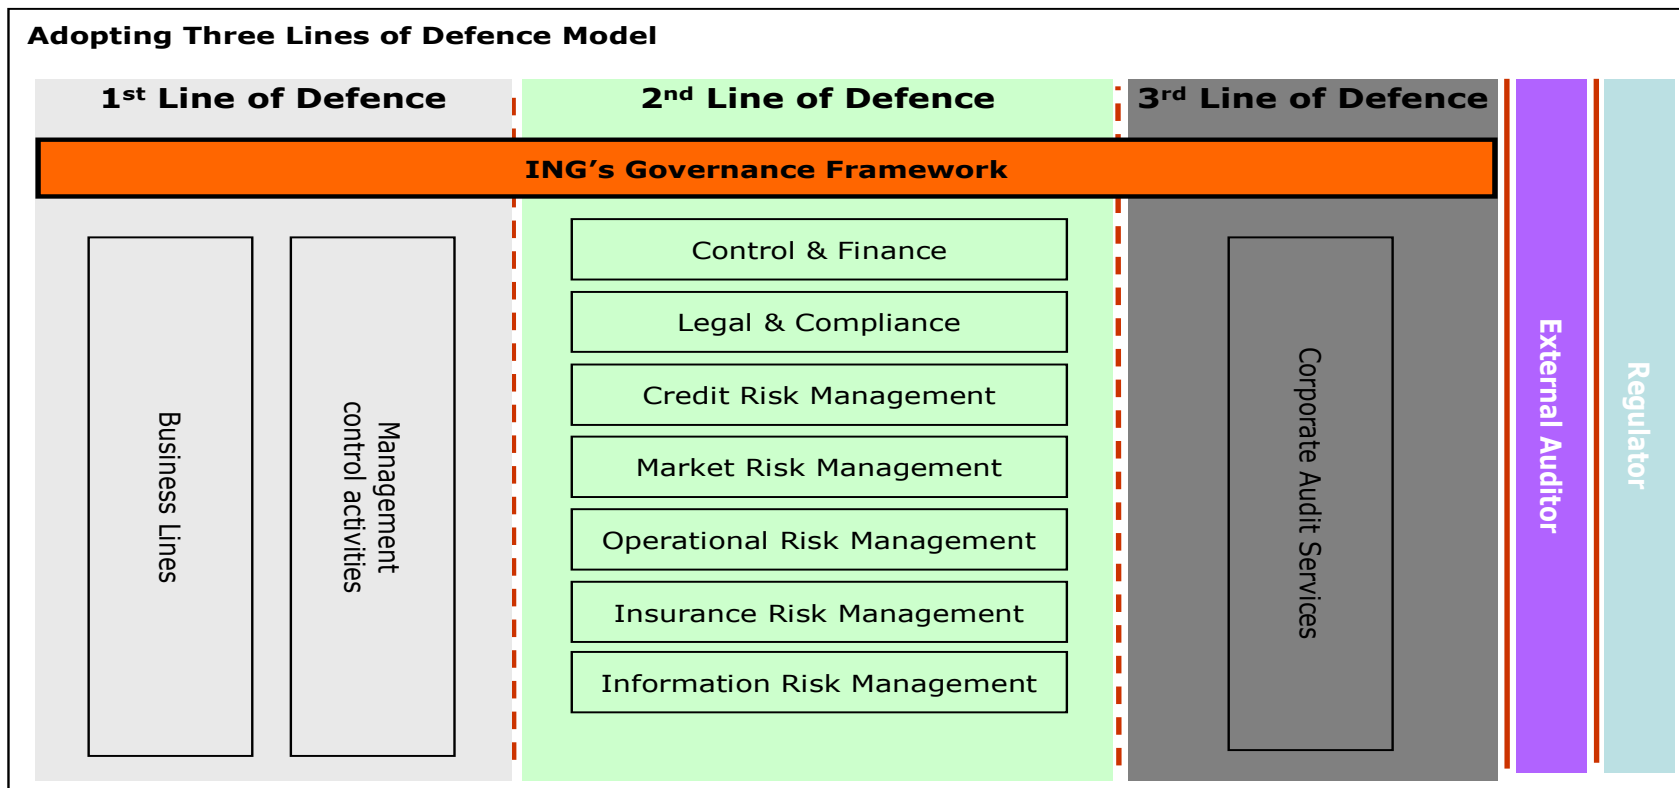 Adopting Three Lines of Defence Model
1st Line of Defence
2nd Line of Defence
3rd Line of Defence
ING’s Governance Framework
Business Lines
Management
control activities
Control & Finance
Legal & Compliance
Credit Risk Management
Market Risk Management
Operational Risk Management
Insurance Risk Management
Information Risk Management
Corporate Audit Services
External Auditor
Regulator